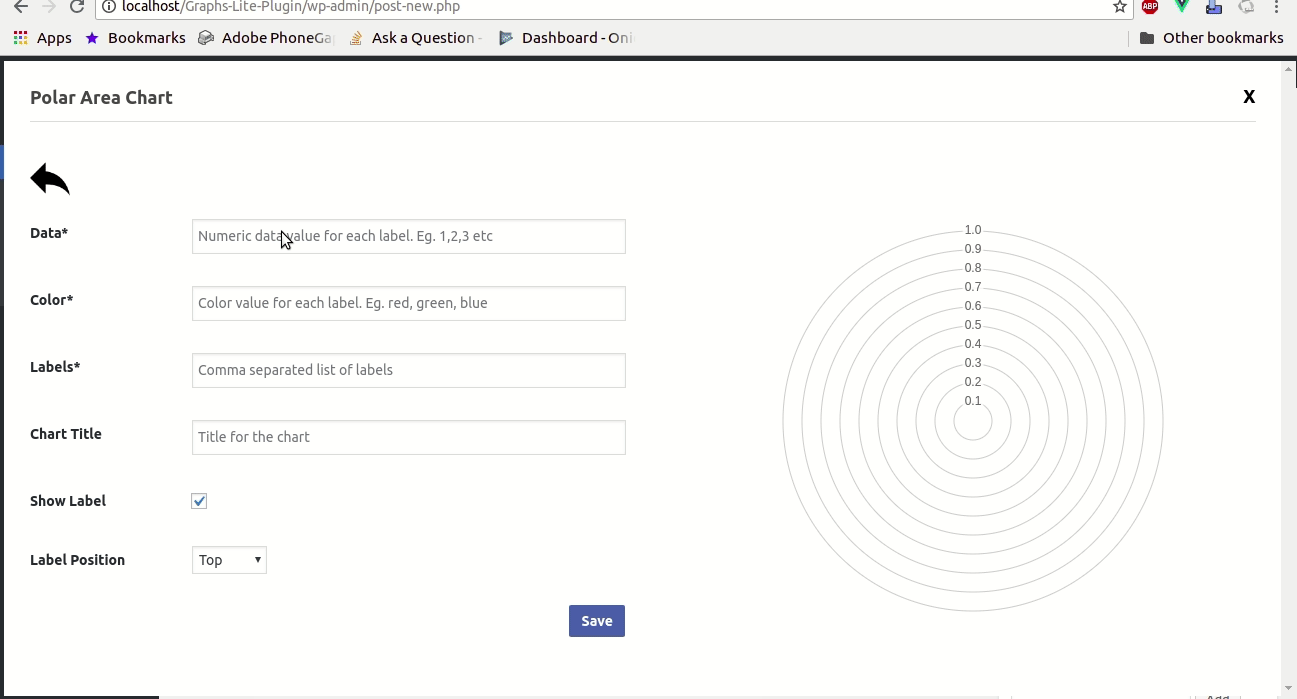 localhost/Graphs-Lite-Plugin/wp-admin/post-new.php
ABP
Apps Bookmarks Adobe PhoneGa Ask a Question - Dashboard - Oni Other bookmarks
Polar Area Chart X
Data* Numeric data value for each label. Eg. 1,2,3 etc
Color* Color value for each label. Eg. red, green, blue
Labels* Comma separated list of labels
Chart Title Title for the chart
Show Label
Label Position Top
Save
1.0
0.9
0.8
0.7
0.6
0.5
0.4
0.3
0.2
0.1
Add